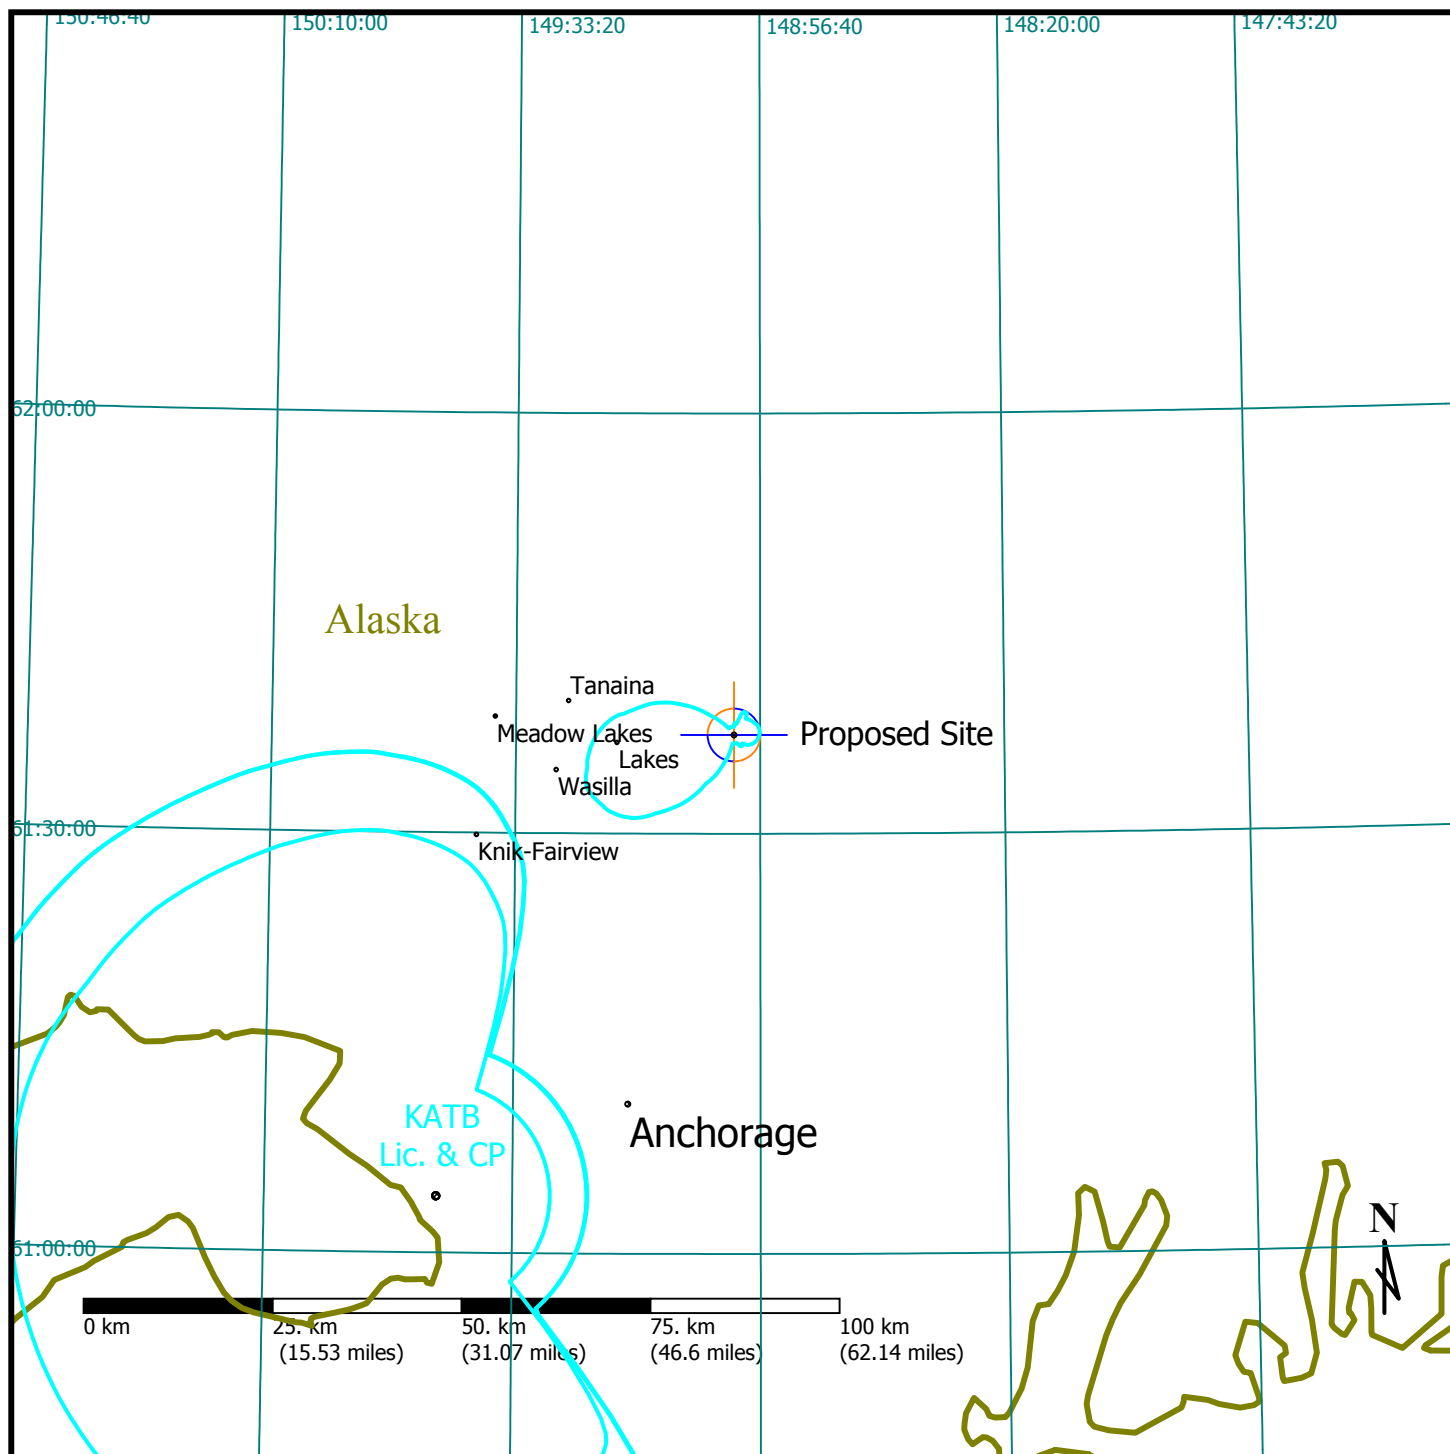 150:46:40
150:10:00
149:33:20
148:56:40
148:20:00
147:43:20
62:00:00
Alaska
Tanaina
Meadow Lakes
Lakes
Wasilla
Proposed Site
61:30:00
Knik-Fairview
KATB
Lic. & CP
Anchorage
N
61:00:00
0 km
25. km
(15.53 miles)
50. km
(31.07 miles)
75. km
(46.6 miles)
100 km
(62.14 miles)